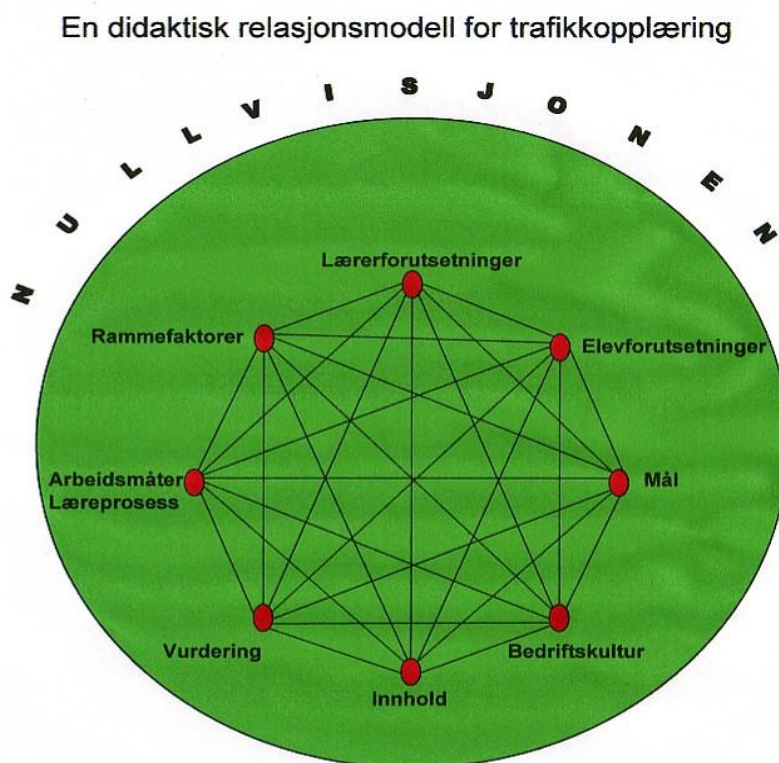 En didaktisk relasjonsmodell for trafikkopplæring
NULLVISJONEN
Lærerforutsetninger
Rammefaktorer
Elevforutsetninger
Arbeidsmåter
Læreprosess
Mål
Vurdering
Bedriftskultur
Innhold